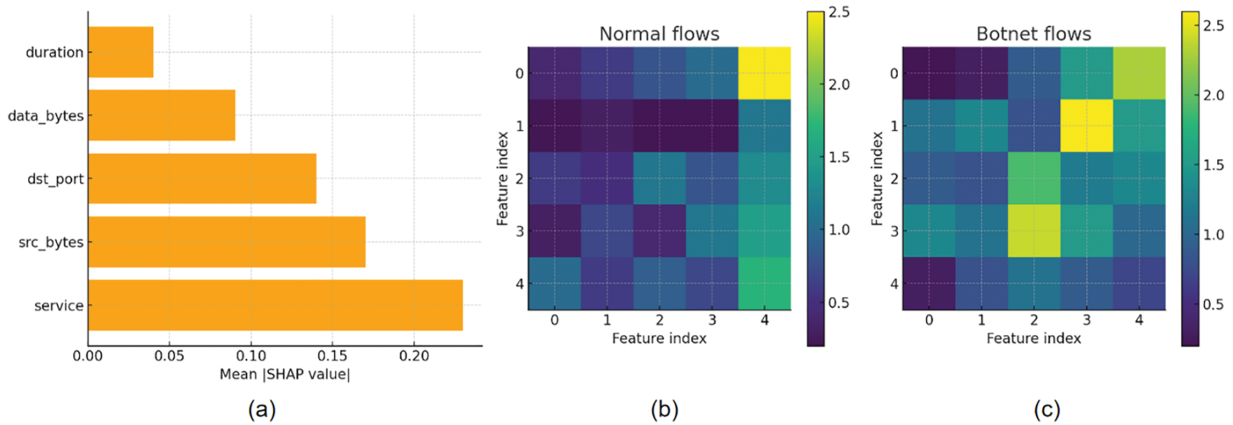 duration
data_bytes
dst_port
src_bytes
service
0.00 0.05 0.10 0.15 0.20
Mean |SHAP value|
(a)
Normal flows
Feature index
0
1
2
3
4
0 1 2 3 4
Feature index
2.5
2.0
1.5
1.0
0.5
(b)
Botnet flows
Feature index
0
1
2
3
4
0 1 2 3 4
Feature index
2.5
2.0
1.5
1.0
0.5
(c)